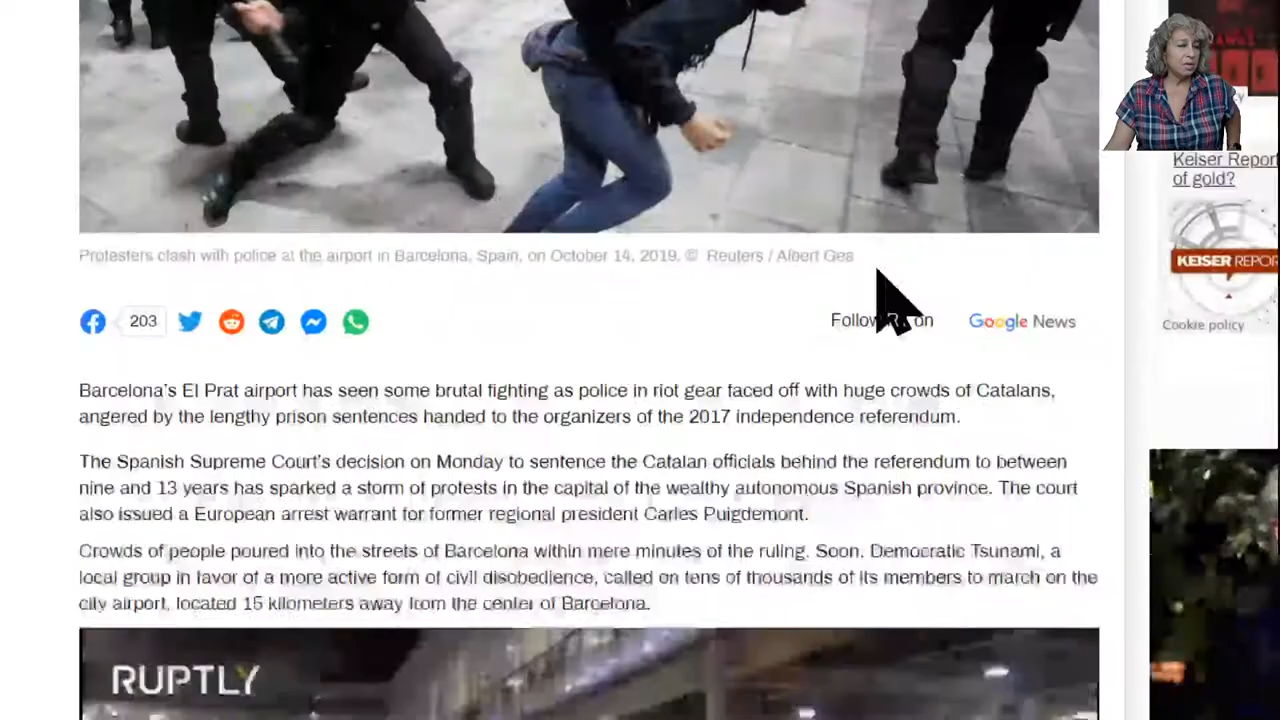 Keiser Repor
of gold?
KEISER REPOR
Cookie policy
Protesters clash with police at the airport in Barcelona, Spain, on October 14, 2019. © Reuters / Albert Gea
203
Follow R on
Google News
Barcelona's El Prat airport has seen some brutal fighting as police in riot gear faced off with huge crowds of Catalans,
angered by the lengthy prison sentences handed to the organizers of the 2017 independence referendum.
The Spanish Supreme Court's decision on Monday to sentence the Catalan officials behind the referendum to between
nine and 13 years has sparked a storm of protests in the capital of the wealthy autonomous Spanish province. The court
also issued a European arrest warrant for former regional president Carles Puigdemont.
Crowds of people poured into the streets of Barcelona within mere minutes of the ruling. Soon, Democratic Tsunami, a
local group in favor of a more active form of civil disobedience, called on tens of thousands of its members to march on the
city airport, located 15 kilometers away from the center of Barcelona.
RUPTLY